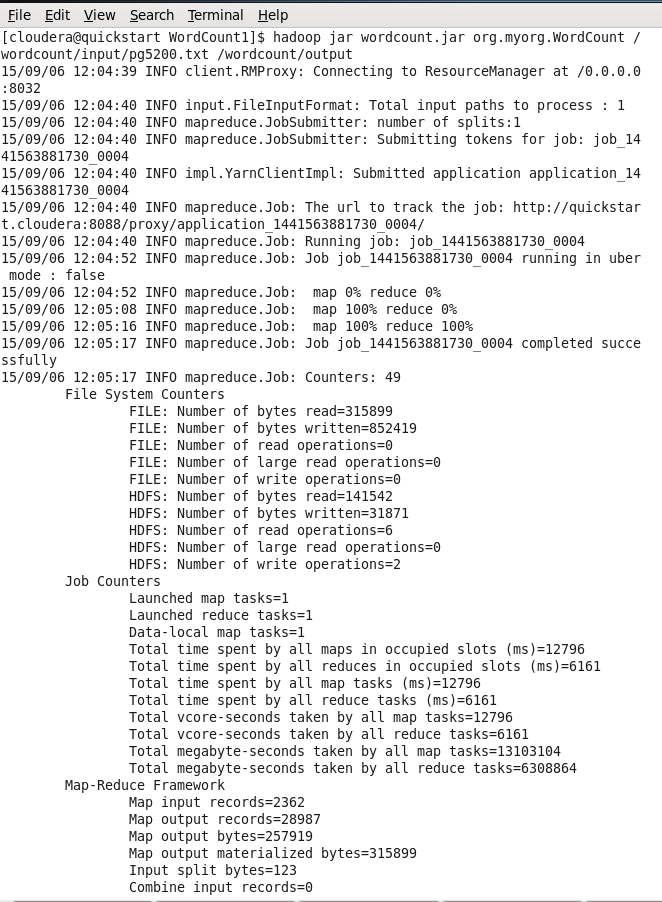 File Edit View Search Terminal Help
[cloudera@quickstart WordCount1]$ hadoop jar wordcount.jar org.myorg.WordCount /
wordcount/input/pg5200.txt /wordcount/output
15/09/06 12:04:39 INFO client.RMProxy: Connecting to ResourceManager at /0.0.0.0
:8032
15/09/06 12:04:40 INFO input.FileInputFormat: Total input paths to process : 1
15/09/06 12:04:40 INFO mapreduce.JobSubmitter: number of splits:1
15/09/06 12:04:40 INFO mapreduce.JobSubmitter: Submitting tokens for job: job_14
41563881730_0004
15/09/06 12:04:40 INFO impl.YarnClientImpl: Submitted application application_14
41563881730_0004
15/09/06 12:04:40 INFO mapreduce.Job: The url to track the job: http://quickstar
t.cloudera:8088/proxy/application_1441563881730_0004/
15/09/06 12:04:40 INFO mapreduce.Job: Running job: job_1441563881730_0004
15/09/06 12:04:52 INFO mapreduce.Job: Job job_1441563881730_0004 running in uber
 mode : false
15/09/06 12:04:52 INFO mapreduce.Job:  map 0% reduce 0%
15/09/06 12:05:08 INFO mapreduce.Job:  map 100% reduce 0%
15/09/06 12:05:16 INFO mapreduce.Job:  map 100% reduce 100%
15/09/06 12:05:17 INFO mapreduce.Job: Job job_1441563881730_0004 completed succe
ssfully
15/09/06 12:05:17 INFO mapreduce.Job: Counters: 49
File System Counters
FILE: Number of bytes read=315899
FILE: Number of bytes written=852419
FILE: Number of read operations=0
FILE: Number of large read operations=0
FILE: Number of write operations=0
HDFS: Number of bytes read=141542
HDFS: Number of bytes written=31871
HDFS: Number of read operations=6
HDFS: Number of large read operations=0
HDFS: Number of write operations=2
Job Counters
Launched map tasks=1
Launched reduce tasks=1
Data-local map tasks=1
Total time spent by all maps in occupied slots (ms)=12796
Total time spent by all reduces in occupied slots (ms)=6161
Total time spent by all map tasks (ms)=12796
Total time spent by all reduce tasks (ms)=6161
Total vcore-seconds taken by all map tasks=12796
Total vcore-seconds taken by all reduce tasks=6161
Total megabyte-seconds taken by all map tasks=13103104
Total megabyte-seconds taken by all reduce tasks=6308864
Map-Reduce Framework
Map input records=2362
Map output records=28987
Map output bytes=257919
Map output materialized bytes=315899
Input split bytes=123
Combine input records=0